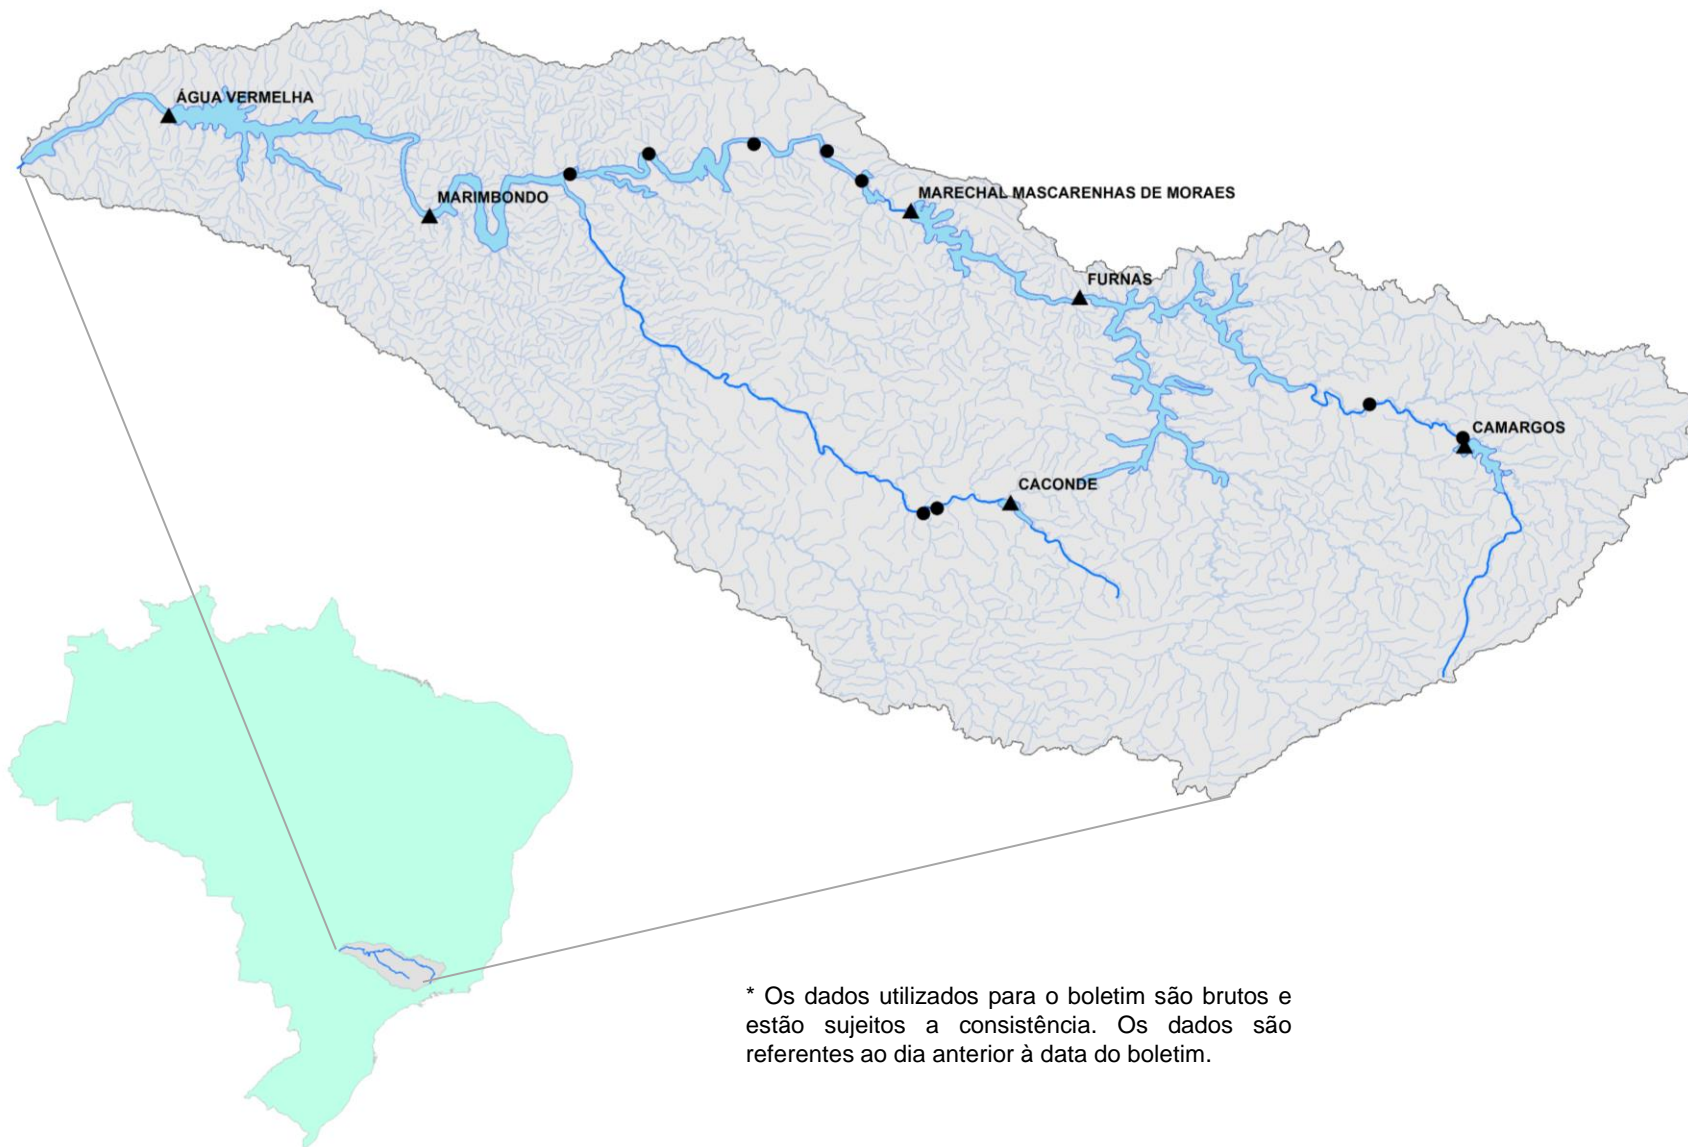 ÁGUA VERMELHA
MARIMBONDO
MARECHAL MASCARENHAS DE MORAES
FURNAS
CAMARGOS
CACONDE
* Os dados utilizados para o boletim são brutos e
estão sujeitos a consistência. Os dados são
referentes ao dia anterior à data do boletim.